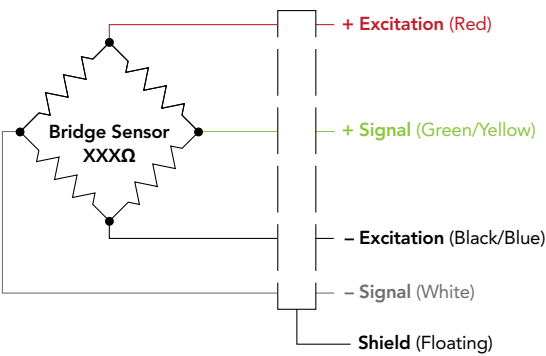 + Excitation (Red)
Bridge Sensor
XXXΩ
+ Signal (Green/Yellow)
– Excitation (Black/Blue)
– Signal (White)
Shield (Floating)